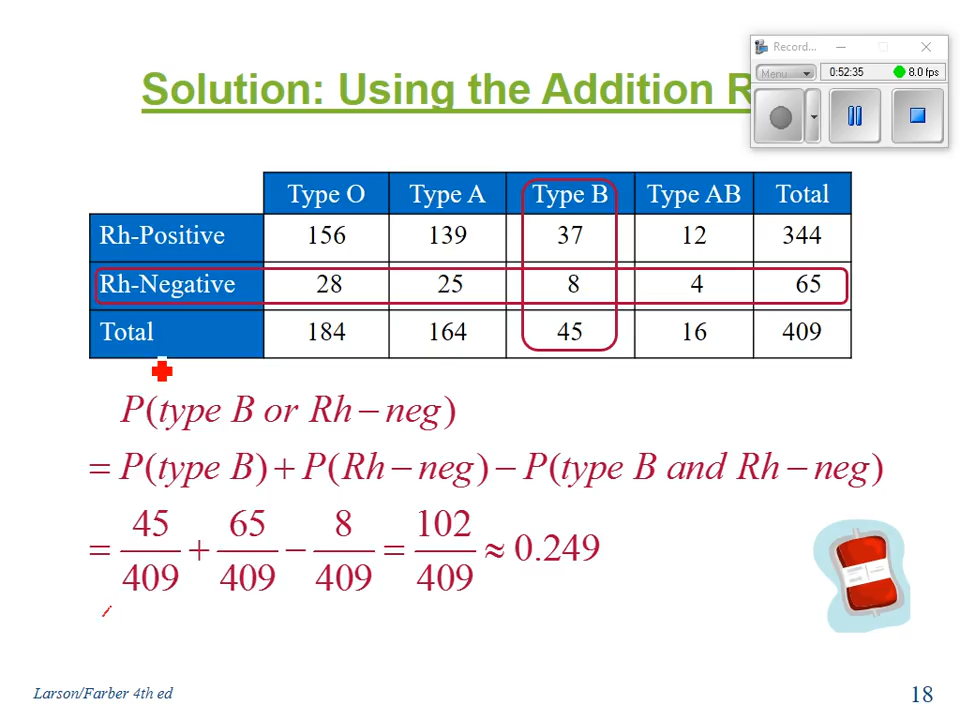 Solution: Using the Addition R
Record...
Menu
0:52:35
8.0 fps
Type O Type A Type B Type AB Total
Rh-Positive 156 139 37 12 344
Rh-Negative 28 25 8 4 65
Total 184 164 45 16 409
P(type B or Rh − neg)
= P(type B) + P(Rh − neg) − P(type B and Rh − neg)
= 45/409 + 65/409 − 8/409 = 102/409 ≈ 0.249
Larson/Farber 4th ed
18